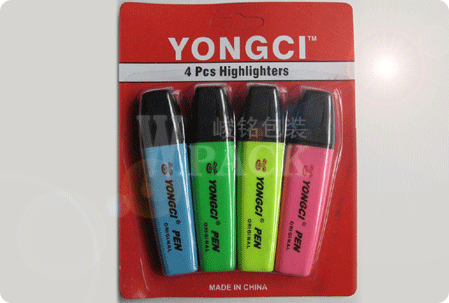 YONGCI™
4 Pcs Highlighters
峻铭包装
WPACK
YONGCI® PEN
ORIGINAL
YONGCI® PEN
ORIGINAL
YONGCI® PEN
ORIGINAL
YONGCI® PEN
ORIGINAL
MADE IN CHINA